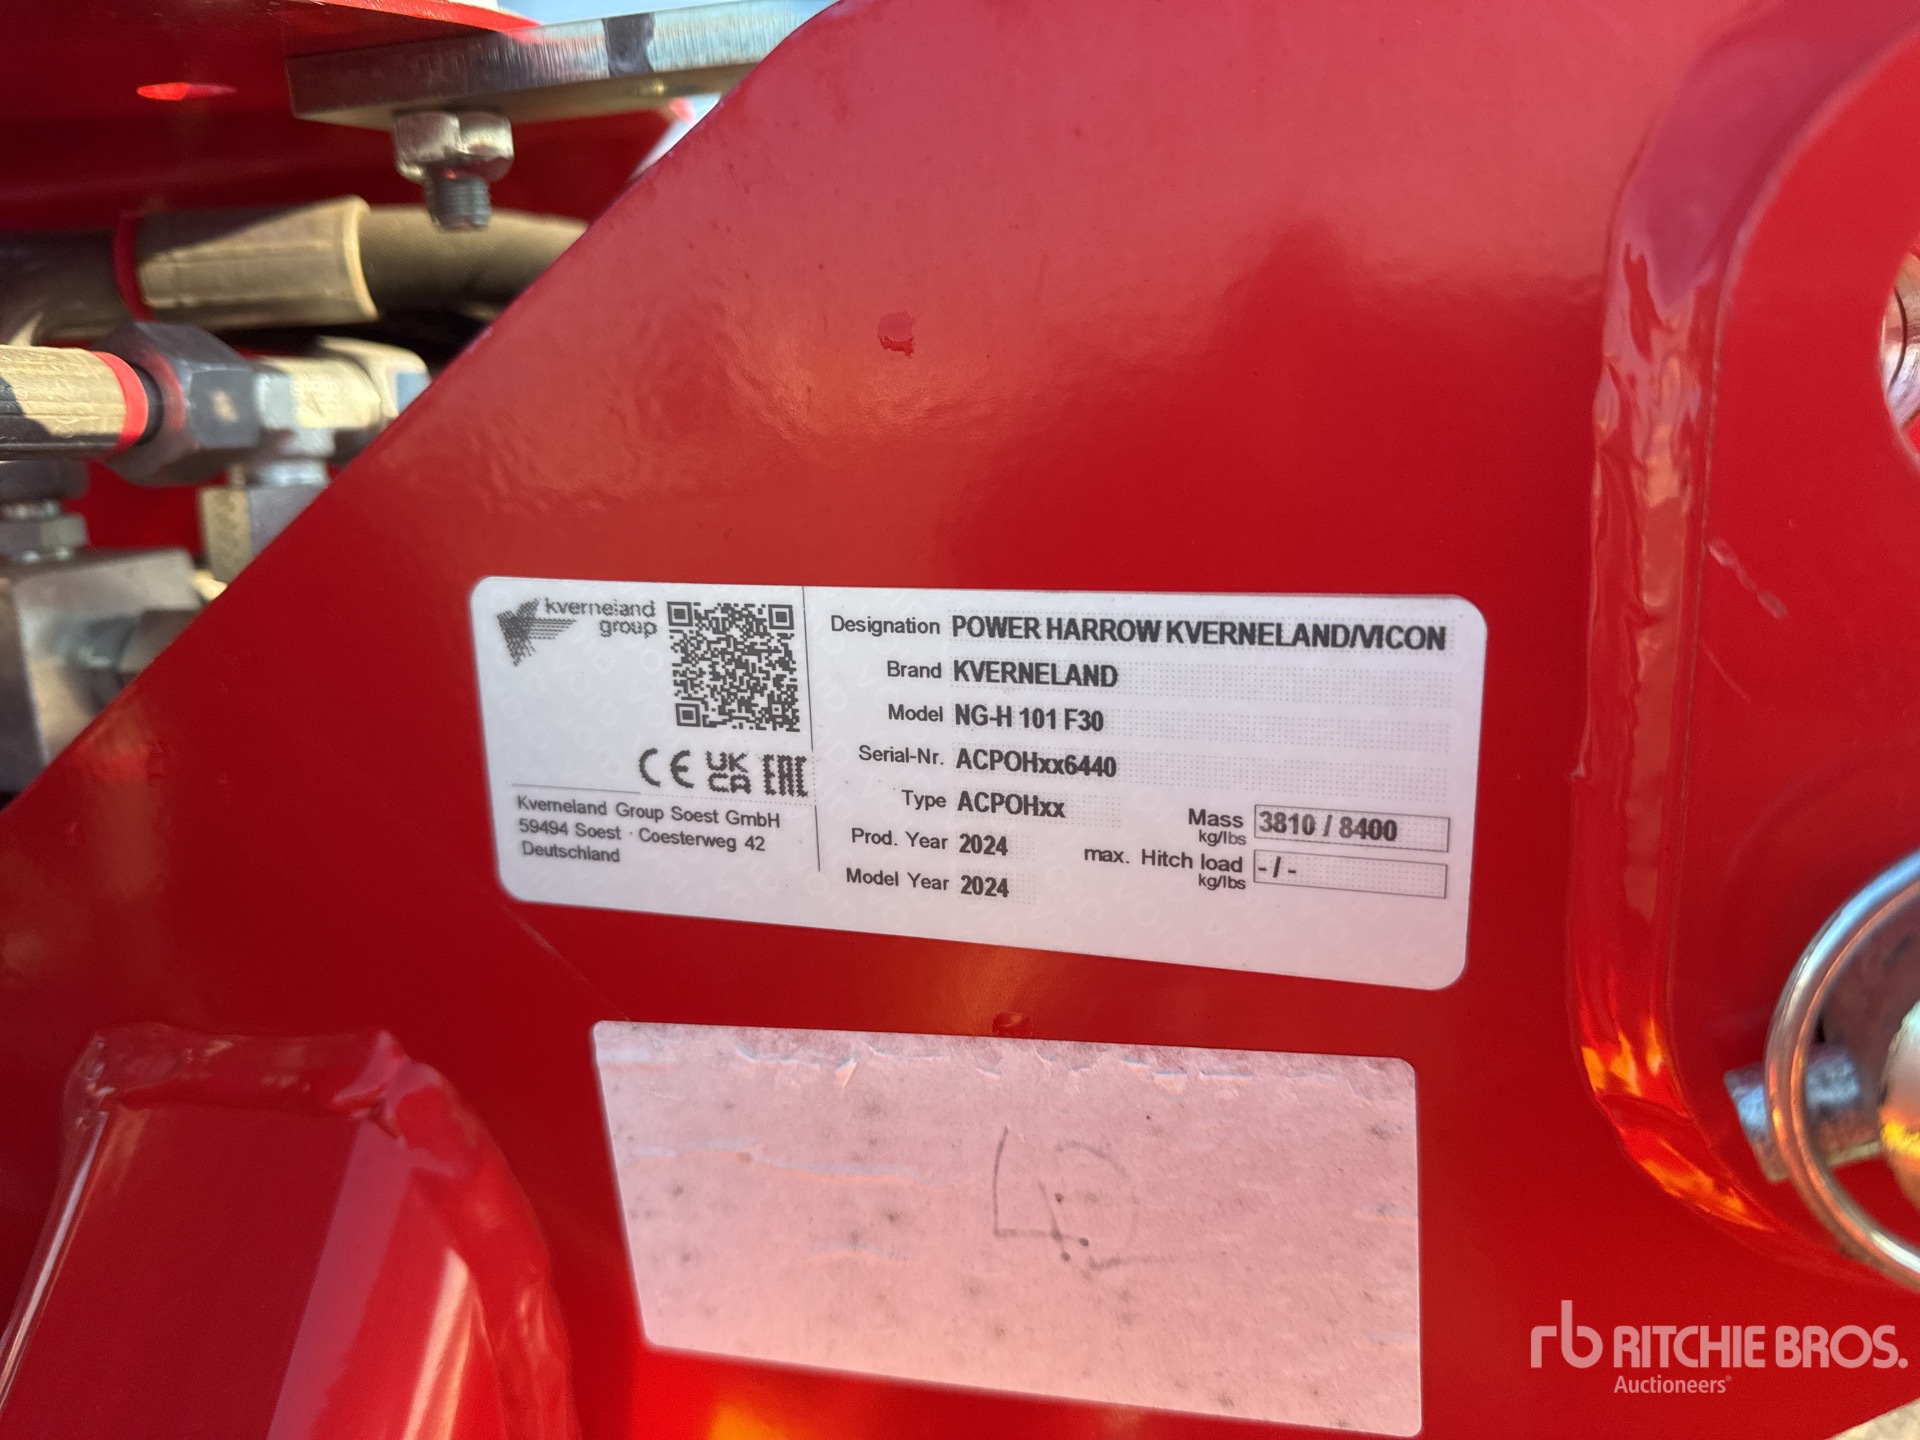 kverneland
group
CE UK CA EAC
Kverneland Group Soest GmbH
59494 Soest · Coesterweg 42
Deutschland
Designation POWER HARROW KVERNELAND/VICON
Brand KVERNELAND
Model NG-H 101 F30
Serial-Nr. ACPOHxx6440
Type ACPOHxx
Prod. Year 2024
Model Year 2024
Mass 3810 / 8400
kg/lbs
max. Hitch load - / -
kg/lbs
rb RITCHIE BROS.
Auctioneers